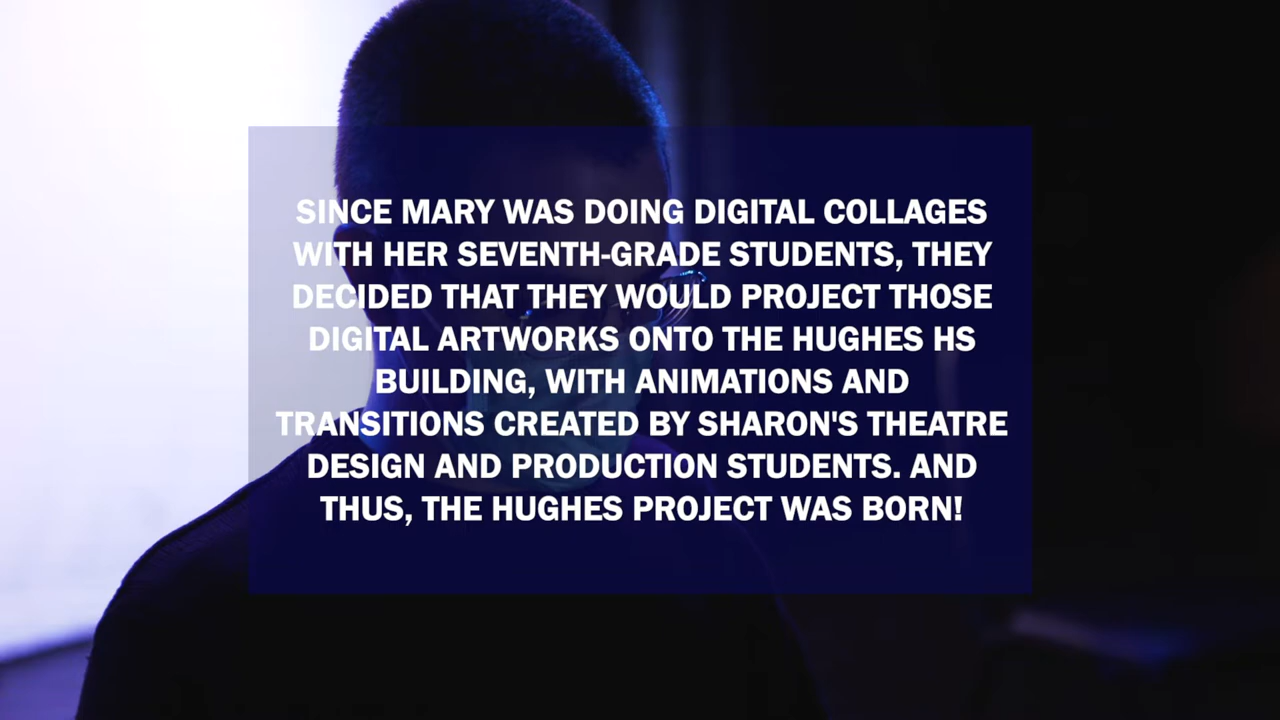 SINCE MARY WAS DOING DIGITAL COLLAGES
WITH HER SEVENTH-GRADE STUDENTS, THEY
DECIDED THAT THEY WOULD PROJECT THOSE
DIGITAL ARTWORKS ONTO THE HUGHES HS
BUILDING, WITH ANIMATIONS AND
TRANSITIONS CREATED BY SHARON'S THEATRE
DESIGN AND PRODUCTION STUDENTS. AND
THUS, THE HUGHES PROJECT WAS BORN!